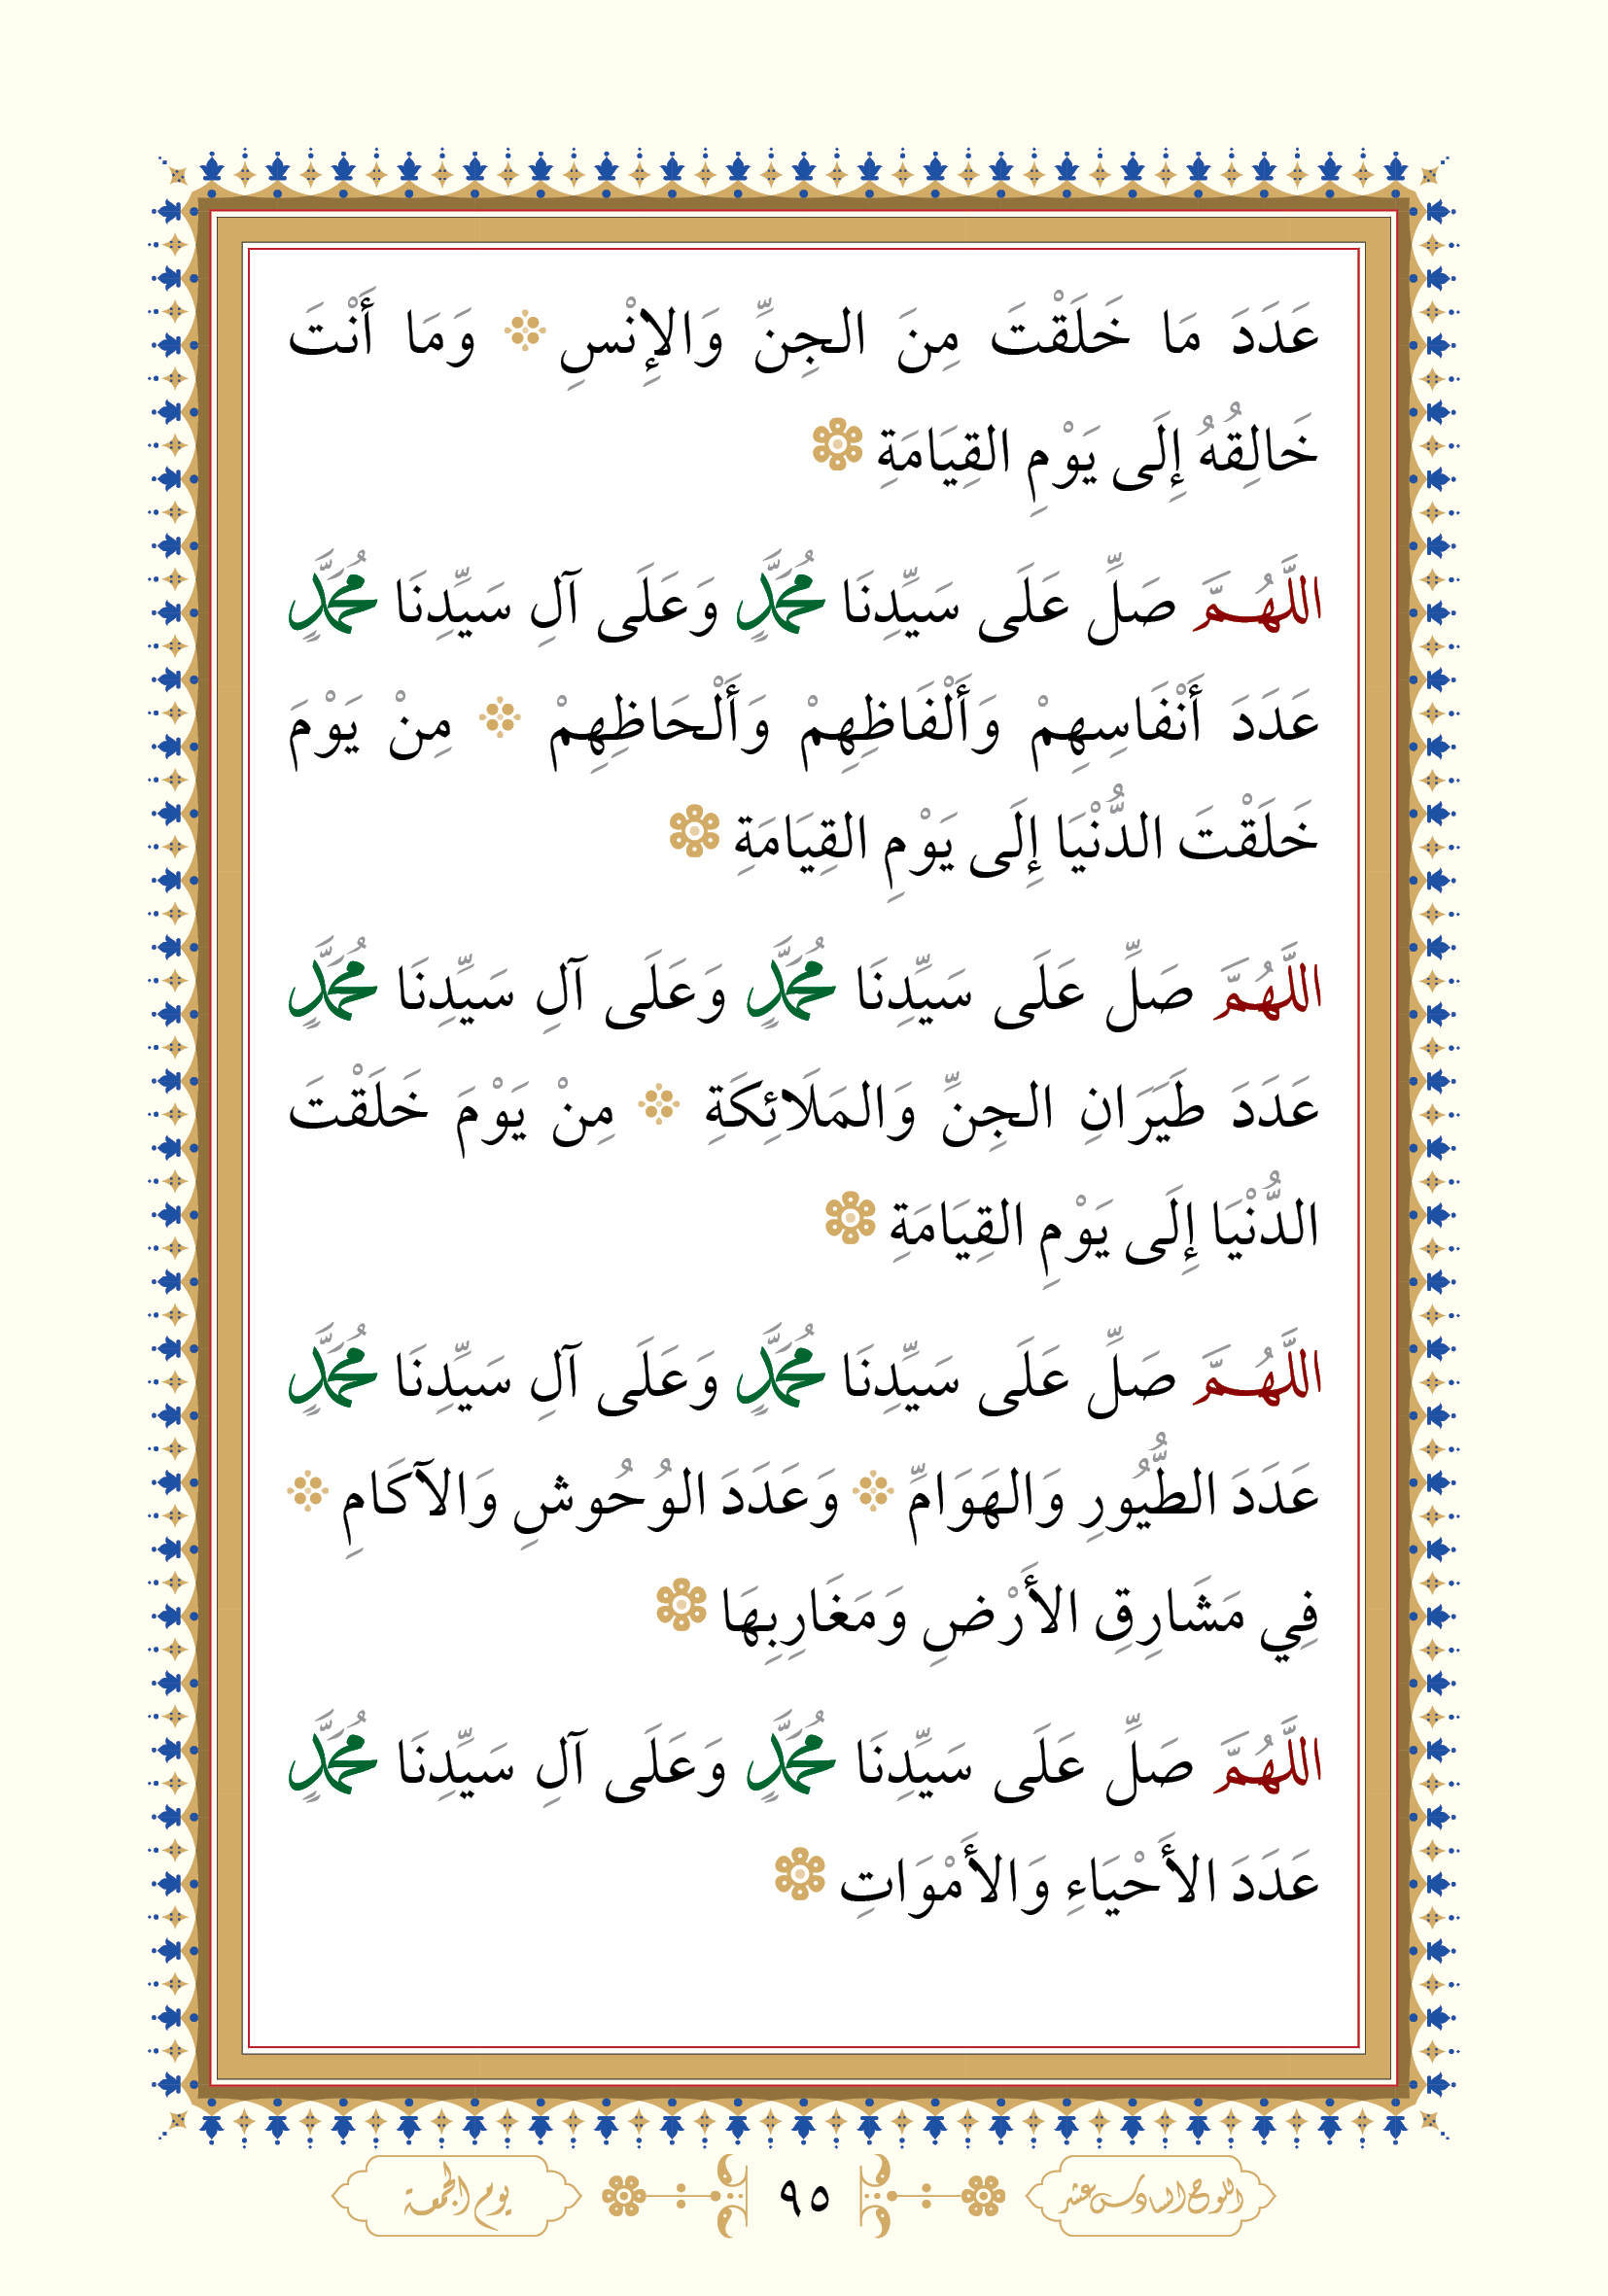 عَدَدَ مَا خَلَقْتَ مِنَ الجِنِّ وَالإِنْسِ وَمَا أَنْتَ
خَالِقُهُ إِلَى يَوْمِ القِيَامَةِ
اللَّهُمَّ صَلِّ عَلَى سَيِّدِنَا مُحَمَّدٍ وَعَلَى آلِ سَيِّدِنَا مُحَمَّدٍ
عَدَدَ أَنْفَاسِهِمْ وَأَلْفَاظِهِمْ وَأَلْحَاظِهِمْ مِنْ يَوْمَ
خَلَقْتَ الدُّنْيَا إِلَى يَوْمِ القِيَامَةِ
اللَّهُمَّ صَلِّ عَلَى سَيِّدِنَا مُحَمَّدٍ وَعَلَى آلِ سَيِّدِنَا مُحَمَّدٍ
عَدَدَ طَيَرَانِ الجِنِّ وَالمَلَائِكَةِ مِنْ يَوْمَ خَلَقْتَ
الدُّنْيَا إِلَى يَوْمِ القِيَامَةِ
اللَّهُمَّ صَلِّ عَلَى سَيِّدِنَا مُحَمَّدٍ وَعَلَى آلِ سَيِّدِنَا مُحَمَّدٍ
عَدَدَ الطُّيُورِ وَالهَوَامِّ وَعَدَدَ الوُحُوشِ وَالآكَامِ
فِي مَشَارِقِ الأَرْضِ وَمَغَارِبِهَا
اللَّهُمَّ صَلِّ عَلَى سَيِّدِنَا مُحَمَّدٍ وَعَلَى آلِ سَيِّدِنَا مُحَمَّدٍ
عَدَدَ الأَحْيَاءِ وَالأَمْوَاتِ
اللوح السادس عشر ٩٥ يوم الجمعة